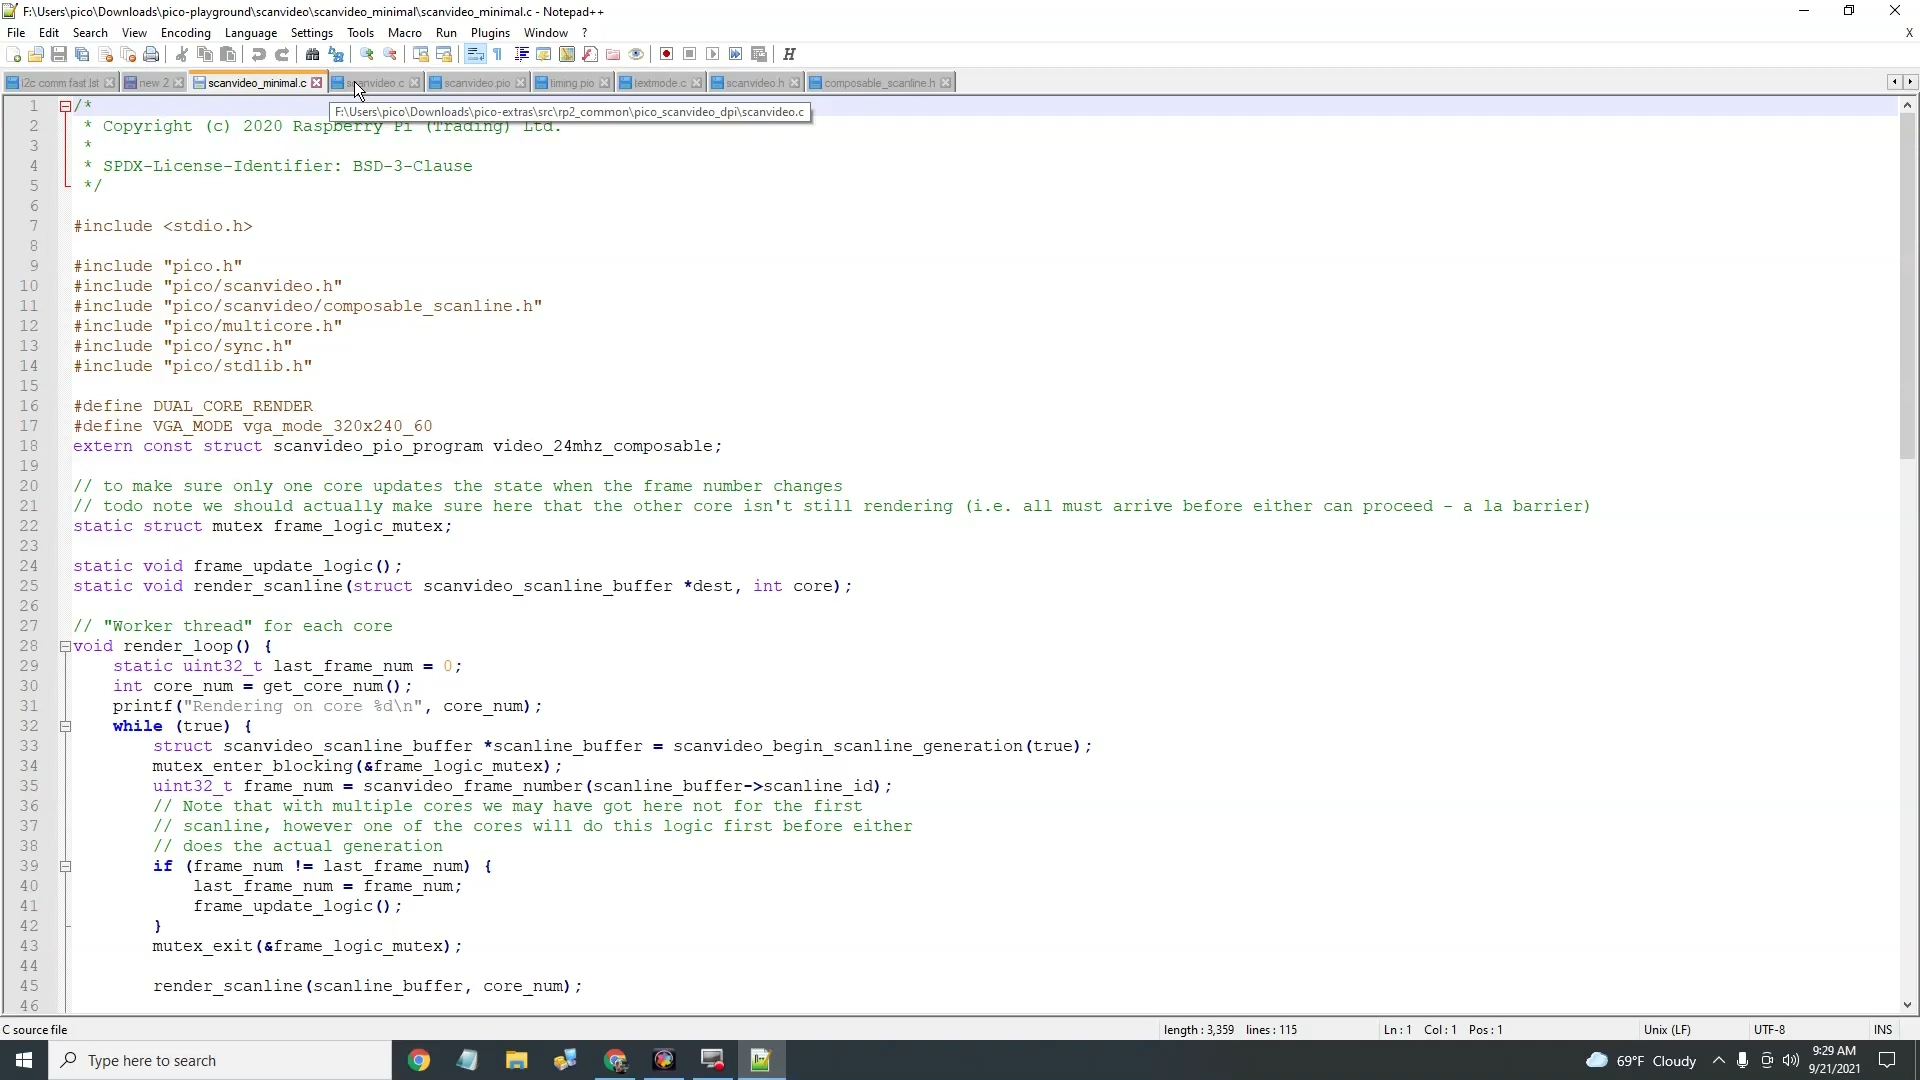 F:\Users\pico\Downloads\pico-playground\scanvideo\scanvideo_minimal\scanvideo_minimal.c - Notepad++
File Edit Search View Encoding Language Settings Tools Macro Run Plugins Window ? X
i2c comm fast.lst new 2 scanvideo_minimal.c scanvideo.c scanvideo.pio timing.pio textmode.c scanvideo.h composable_scanline.h
F:\Users\pico\Downloads\pico-extras\src\rp2_common\pico_scanvideo_dpi\scanvideo.c
1 /*
2 * Copyright (c) 2020 Raspberry Pi (Trading) Ltd.
3 *
4 * SPDX-License-Identifier: BSD-3-Clause
5 */
6
7 #include <stdio.h>
8
9 #include "pico.h"
10 #include "pico/scanvideo.h"
11 #include "pico/scanvideo/composable_scanline.h"
12 #include "pico/multicore.h"
13 #include "pico/sync.h"
14 #include "pico/stdlib.h"
15
16 #define DUAL_CORE_RENDER
17 #define VGA_MODE vga_mode_320x240_60
18 extern const struct scanvideo_pio_program video_24mhz_composable;
19
20 // to make sure only one core updates the state when the frame number changes
21 // todo note we should actually make sure here that the other core isn't still rendering (i.e. all must arrive before either can proceed - a la barrier)
22 static struct mutex frame_logic_mutex;
23
24 static void frame_update_logic();
25 static void render_scanline(struct scanvideo_scanline_buffer *dest, int core);
26
27 // "Worker thread" for each core
28 void render_loop() {
29 static uint32_t last_frame_num = 0;
30 int core_num = get_core_num();
31 printf("Rendering on core %d\n", core_num);
32 while (true) {
33 struct scanvideo_scanline_buffer *scanline_buffer = scanvideo_begin_scanline_generation(true);
34 mutex_enter_blocking(&frame_logic_mutex);
35 uint32_t frame_num = scanvideo_frame_number(scanline_buffer->scanline_id);
36 // Note that with multiple cores we may have got here not for the first
37 // scanline, however one of the cores will do this logic first before either
38 // does the actual generation
39 if (frame_num != last_frame_num) {
40 last_frame_num = frame_num;
41 frame_update_logic();
42 }
43 mutex_exit(&frame_logic_mutex);
44
45 render_scanline(scanline_buffer, core_num);
46
C source file length : 3,359 lines : 115 Ln : 1 Col : 1 Pos : 1 Unix (LF) UTF-8 INS
Type here to search 69°F Cloudy 9:29 AM
9/21/2021